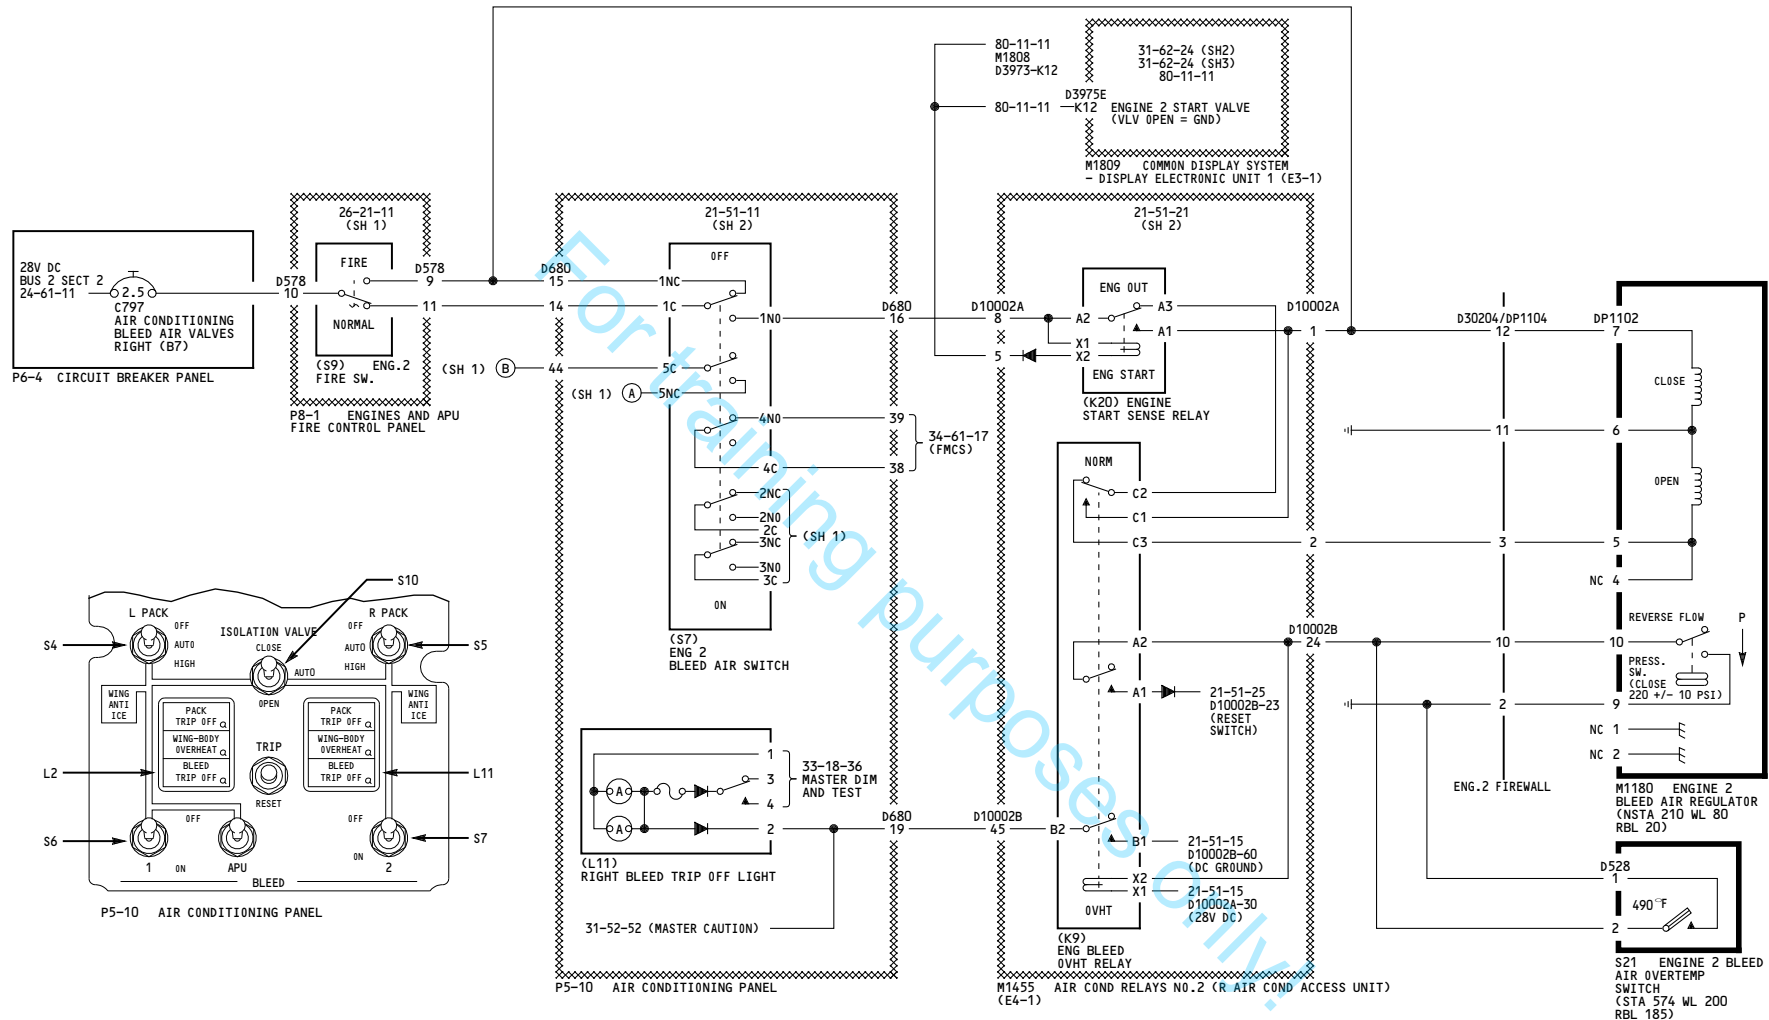 80-11-11
M1808
D3973-K12
80-11-11
D3975E
K12
31-62-24 (SH2)
31-62-24 (SH3)
80-11-11
ENGINE 2 START VALVE
(VLV OPEN = GND)
M1809 COMMON DISPLAY SYSTEM
- DISPLAY ELECTRONIC UNIT 1 (E3-1)
28V DC
BUS 2 SECT 2
24-61-11
2.5
C797
AIR CONDITIONING
BLEED AIR VALVES
RIGHT (B7)
P6-4 CIRCUIT BREAKER PANEL
26-21-11
(SH 1)
D578
10
FIRE
NORMAL
D578
9
11
(S9) ENG.2
FIRE SW.
P8-1 ENGINES AND APU
FIRE CONTROL PANEL
21-51-11
(SH 2)
D680
15
14
(SH 1) B 44
(SH 1) A
OFF
1NC
1C
1NO
5C
5NC
4NO
4C
2NC
2NO
2C
3NC
3NO
3C
(SH 1)
ON
(S7)
ENG 2
BLEED AIR SWITCH
D680
16
39
38
34-61-17
(FMCS)
A
A
1
3
4
2
33-18-36
MASTER DIM
AND TEST
D680
19
(L11)
RIGHT BLEED TRIP OFF LIGHT
31-52-52 (MASTER CAUTION)
P5-10 AIR CONDITIONING PANEL
21-51-21
(SH 2)
D10002A
8
5
ENG OUT
A3
A2
A1
X1
X2
ENG START
(K20) ENGINE
START SENSE RELAY
D10002A
1
NORM
C2
C1
C3
2
A2
D10002B
24
A1
21-51-25
D10002B-23
(RESET
SWITCH)
D10002B
45
B2
B1
21-51-15
D10002B-60
(DC GROUND)
X2
X1
21-51-15
D10002A-30
(28V DC)
OVHT
(K9)
ENG BLEED
OVHT RELAY
M1455 AIR COND RELAYS NO.2 (R AIR COND ACCESS UNIT)
(E4-1)
D30204/DP1104
12
11
3
10
2
ENG.2 FIREWALL
DP1102
7
6
5
NC 4
10
9
NC 1
NC 2
CLOSE
OPEN
REVERSE FLOW
P
PRESS.
SW.
(CLOSE
220 +/- 10 PSI)
M1180 ENGINE 2
BLEED AIR REGULATOR
(NSTA 210 WL 80
RBL 20)
D528
1
2
490°F
S21 ENGINE 2 BLEED
AIR OVERTEMP
SWITCH
(STA 574 WL 200
RBL 185)
S10
L PACK
R PACK
OFF
AUTO
HIGH
ISOLATION VALVE
CLOSE
AUTO
OPEN
OFF
AUTO
HIGH
S4
S5
WING
ANTI
ICE
WING
ANTI
ICE
PACK
TRIP OFF
WING-BODY
OVERHEAT
BLEED
TRIP OFF
PACK
TRIP OFF
WING-BODY
OVERHEAT
BLEED
TRIP OFF
TRIP
RESET
L2
L11
S6
S7
OFF
OFF
ON
1
ON
APU
2
BLEED
P5-10 AIR CONDITIONING PANEL
For training purposes only!